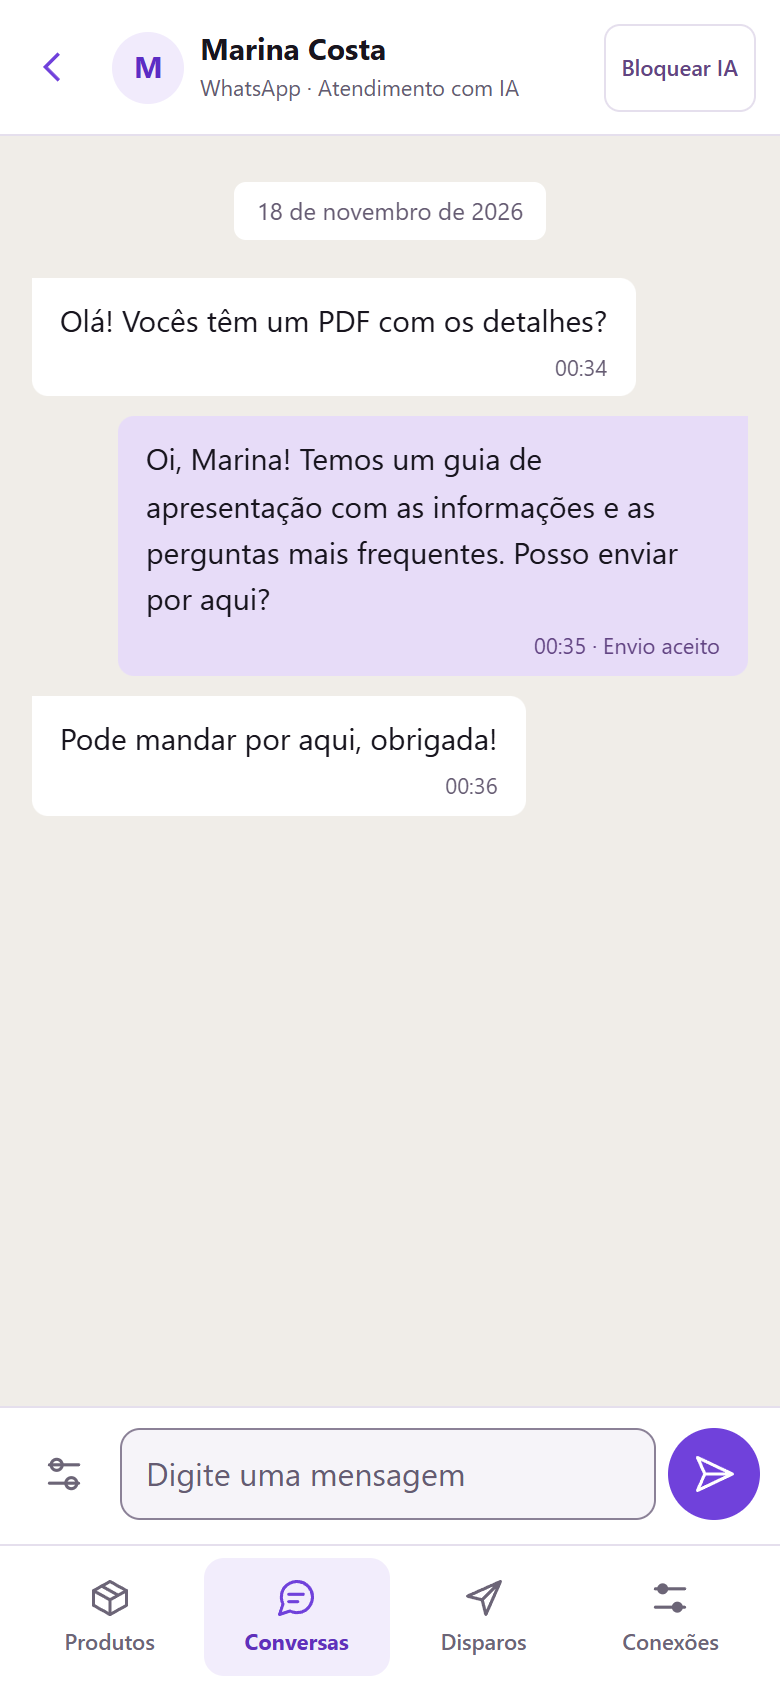 M
Marina Costa
WhatsApp · Atendimento com IA
Bloquear IA
18 de novembro de 2026
Olá! Vocês têm um PDF com os detalhes?
00:34
Oi, Marina! Temos um guia de
apresentação com as informações e as
perguntas mais frequentes. Posso enviar
por aqui?
00:35 · Envio aceito
Pode mandar por aqui, obrigada!
00:36
Digite uma mensagem
Produtos
Conversas
Disparos
Conexões